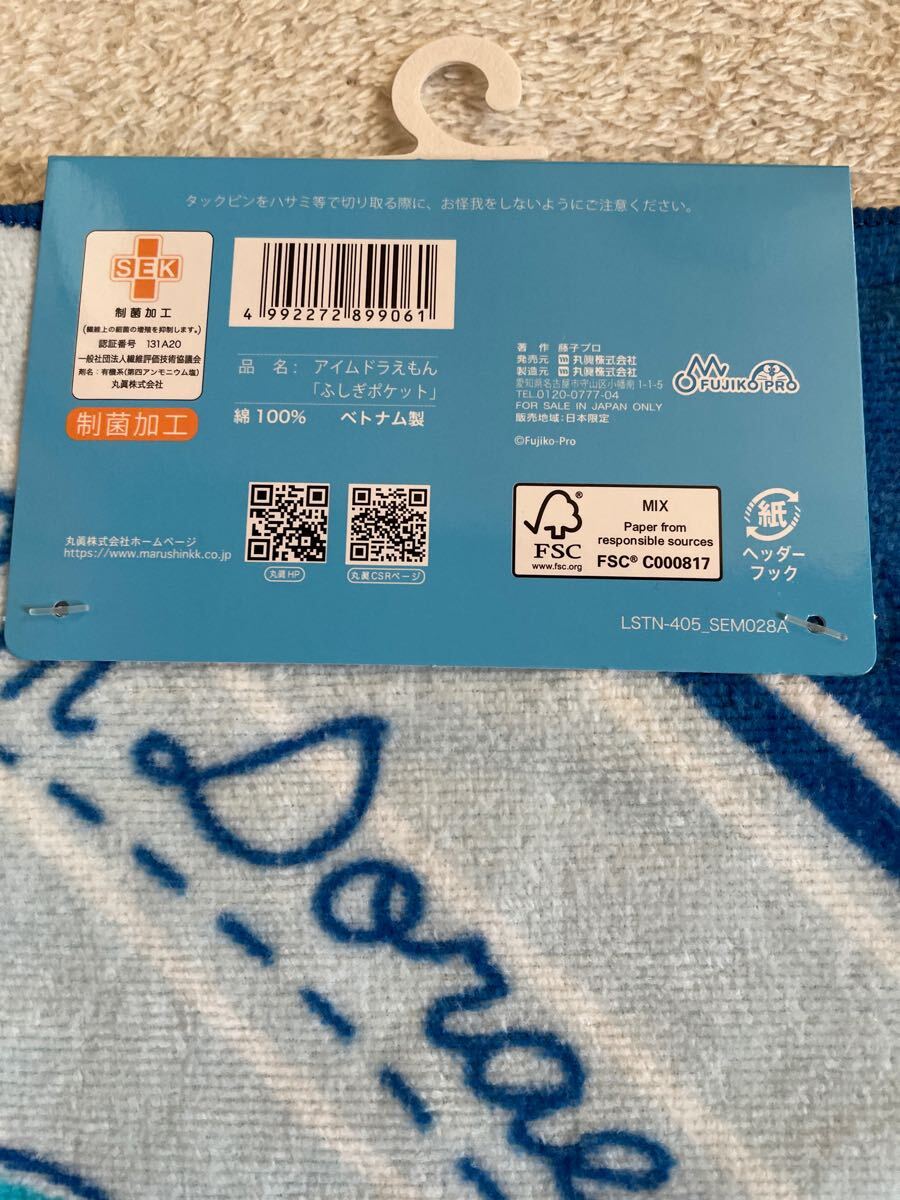 タックピンをハサミ等で切り取る際に、お怪我をしないようにご注意ください。
SEK
制菌加工
(繊維上の細菌の増殖を抑制します。)
認証番号 131A20
一般社団法人繊維評価技術協議会
剤名:有機系(第四アンモニウム塩)
丸眞株式会社
制菌加工
4 992272 899061
品 名: アイムドラえもん
「ふしぎポケット」
綿100% ベトナム製
著 作 藤子プロ
発売元 丸眞株式会社
製造元 丸眞株式会社
愛知県名古屋市守山区小幡南1-1-5
TEL.0120-0777-04
FOR SALE IN JAPAN ONLY
販売地域:日本限定
©Fujiko-Pro
FUJIKO PRO
丸眞株式会社ホームページ
https://www.marushinkk.co.jp
丸眞HP
丸眞CSRページ
FSC
www.fsc.org
MIX
Paper from
responsible sources
FSC® C000817
紙
ヘッダー
フック
LSTN-405_SEM028A
m Dorae